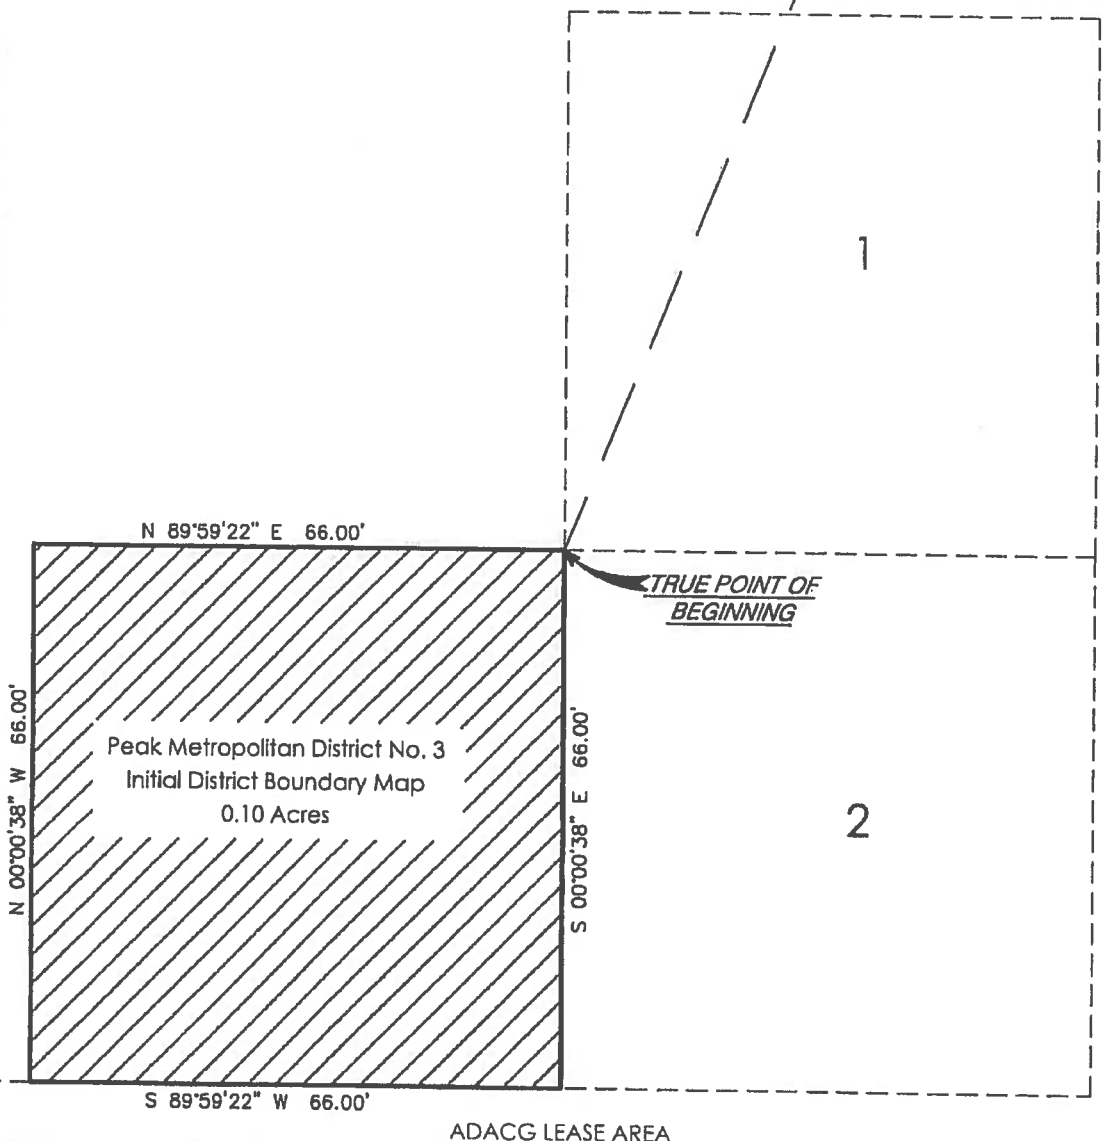 1
N 89°59'22" E 66.00'
TRUE POINT OF
BEGINNING
N 00°00'38" W 66.00'
Peak Metropolitan District No. 3
Initial District Boundary Map
0.10 Acres
S 00°00'38" E 66.00'
2
S 89°59'22" W 66.00'
ADACG LEASE AREA